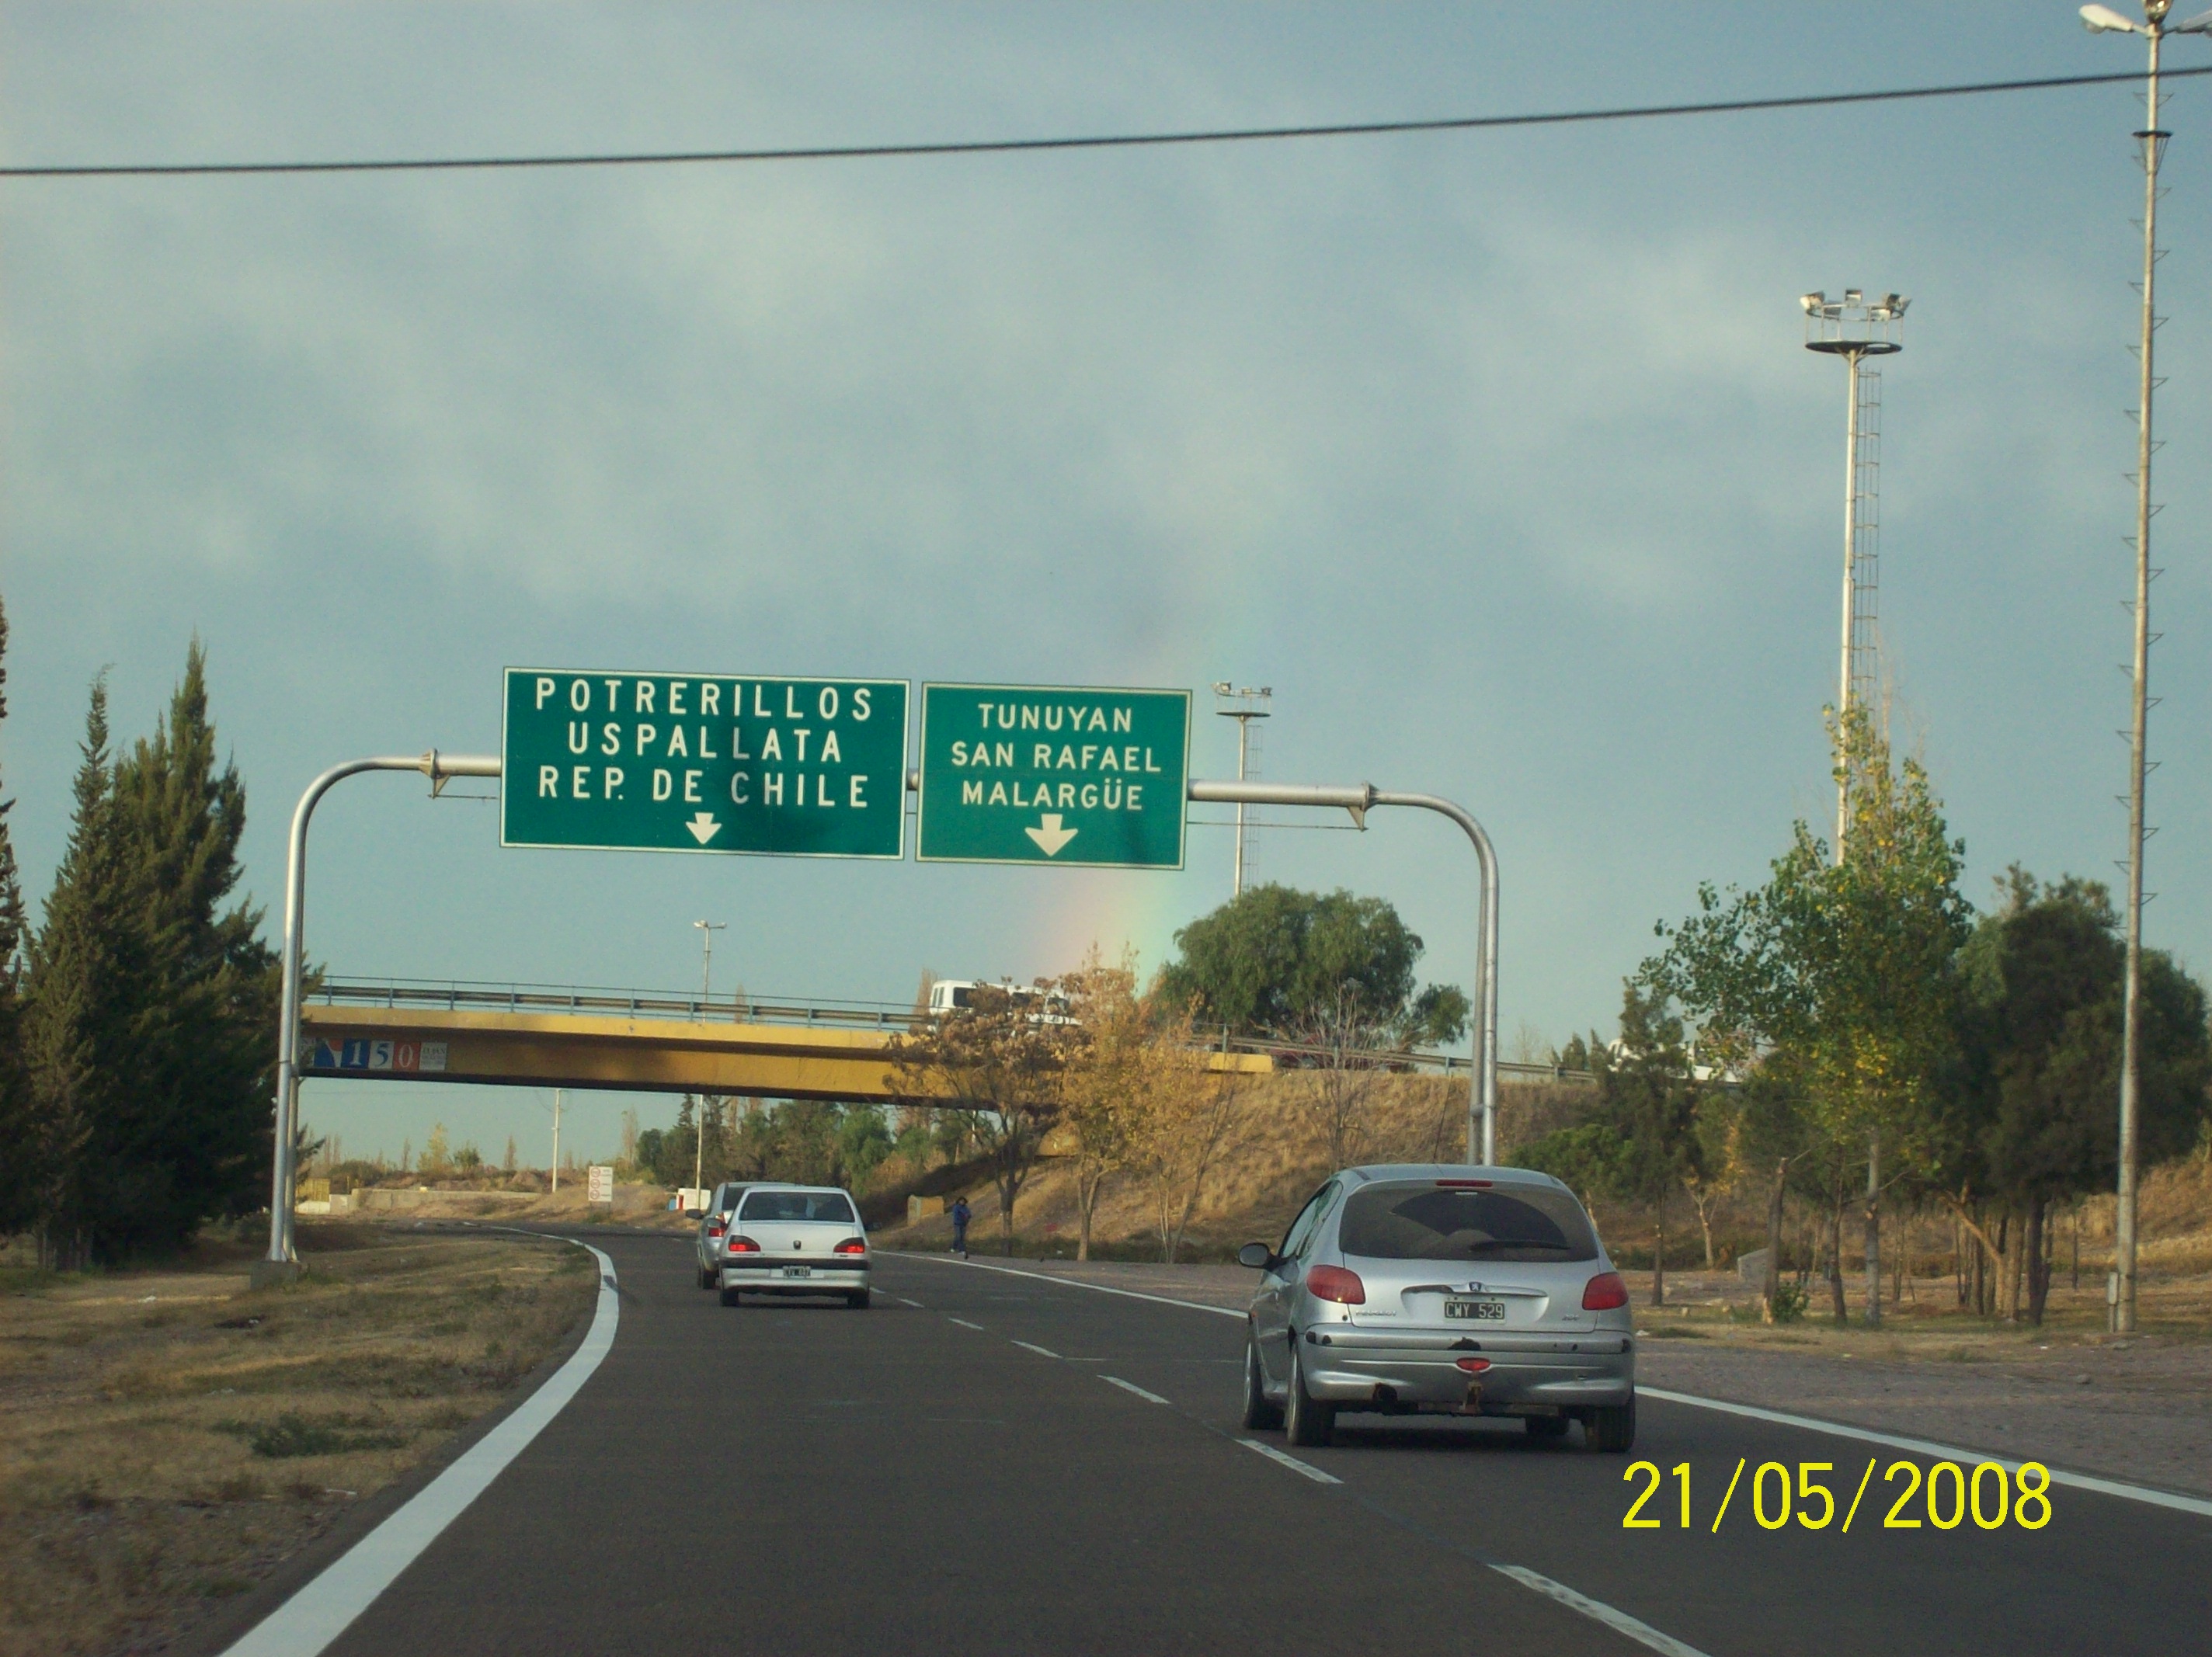 POTRERILLOS
USPALLATA
REP. DE CHILE
TUNUYAN
SAN RAFAEL
MALARGÜE
150
CWY 529
21/05/2008